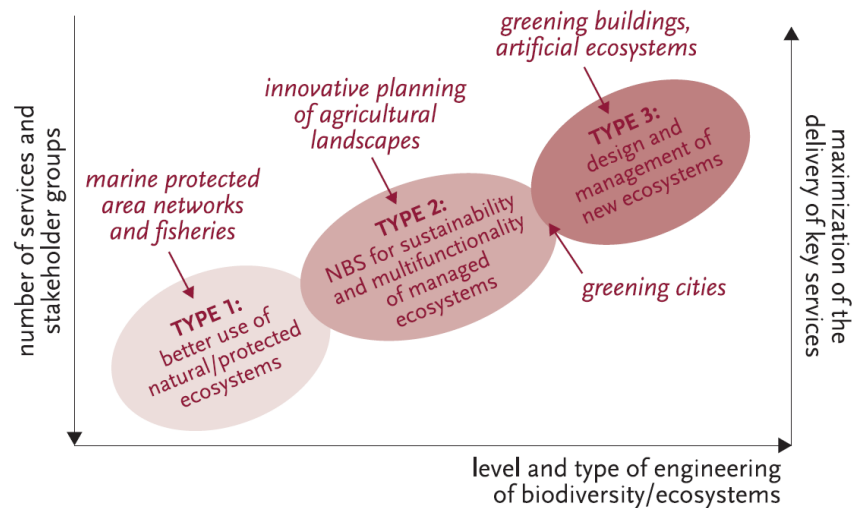 greening buildings,
artificial ecosystems
innovative planning
of agricultural
landscapes
marine protected
area networks
and fisheries
number of services and
stakeholder groups
TYPE 1:
better use of
natural/protected
ecosystems
TYPE 2:
NBS for sustainability
and multifunctionality
of managed
ecosystems
TYPE 3:
design and
management of
new ecosystems
greening cities
maximization of the
delivery of key services
level and type of engineering
of biodiversity/ecosystems